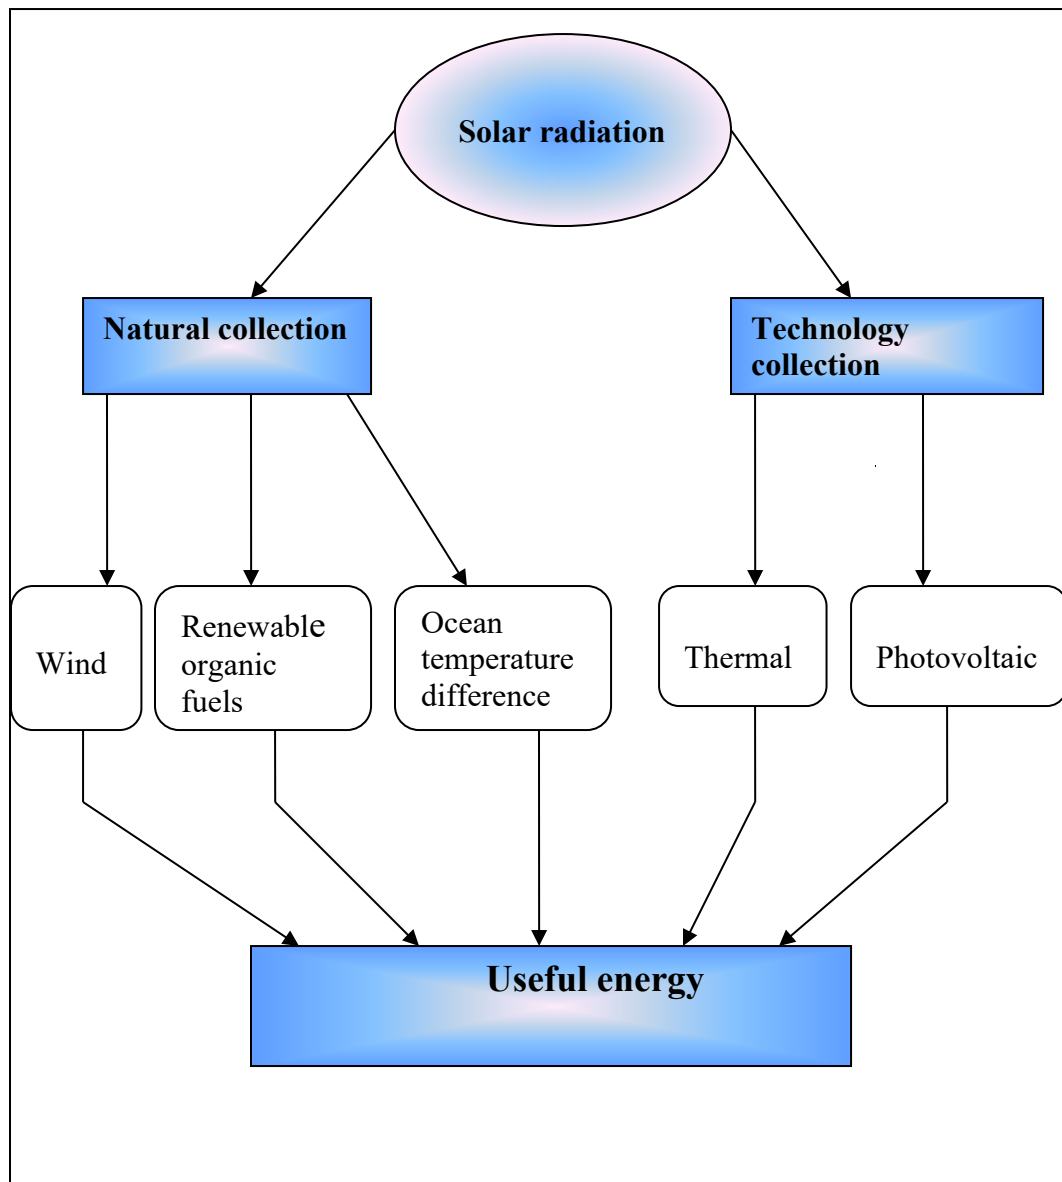 Solar radiation
Natural collection
Technology
collection
Wind
Renewable
organic
fuels
Ocean
temperature
difference
Thermal
Photovoltaic
Useful energy